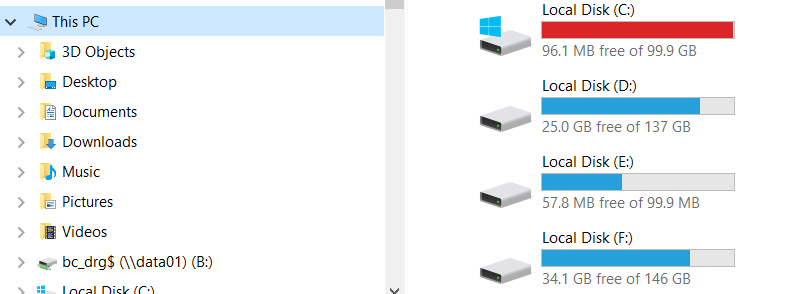 This PC
3D Objects
Desktop
Documents
Downloads
Music
Pictures
Videos
bc_drg$ (\\data01) (B:)
Local Disk (C:)
Local Disk (C:)
96.1 MB free of 99.9 GB
Local Disk (D:)
25.0 GB free of 137 GB
Local Disk (E:)
57.8 MB free of 99.9 MB
Local Disk (F:)
34.1 GB free of 146 GB